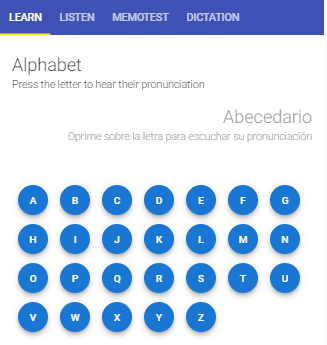 LEARN LISTEN MEMOTEST DICTATION
Alphabet
Press the letter to hear their pronunciation
Abecedario
Oprime sobre la letra para escuchar su pronunciación
A B C D E F G
H I J K L M N
O P Q R S T U
V W X Y Z